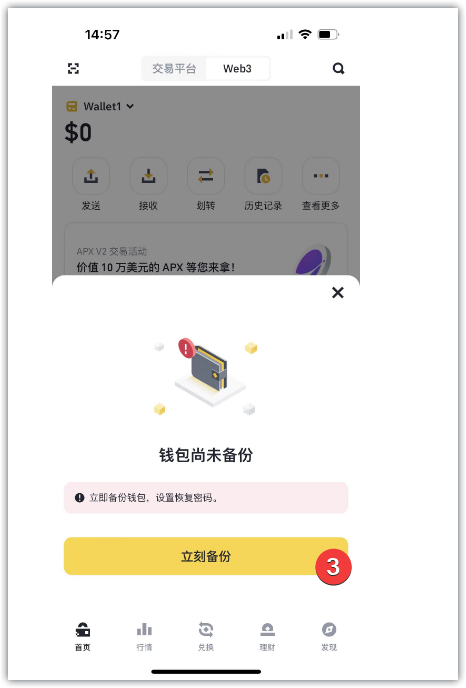 14:57
交易平台 Web3
Wallet1
$0
发送 接收 划转 历史记录 查看更多
APX V2 交易活动
价值 10 万美元的 APX 等您来拿！
钱包尚未备份
立即备份钱包，设置恢复密码。
立刻备份
3
首页 行情 兑换 理财 发现